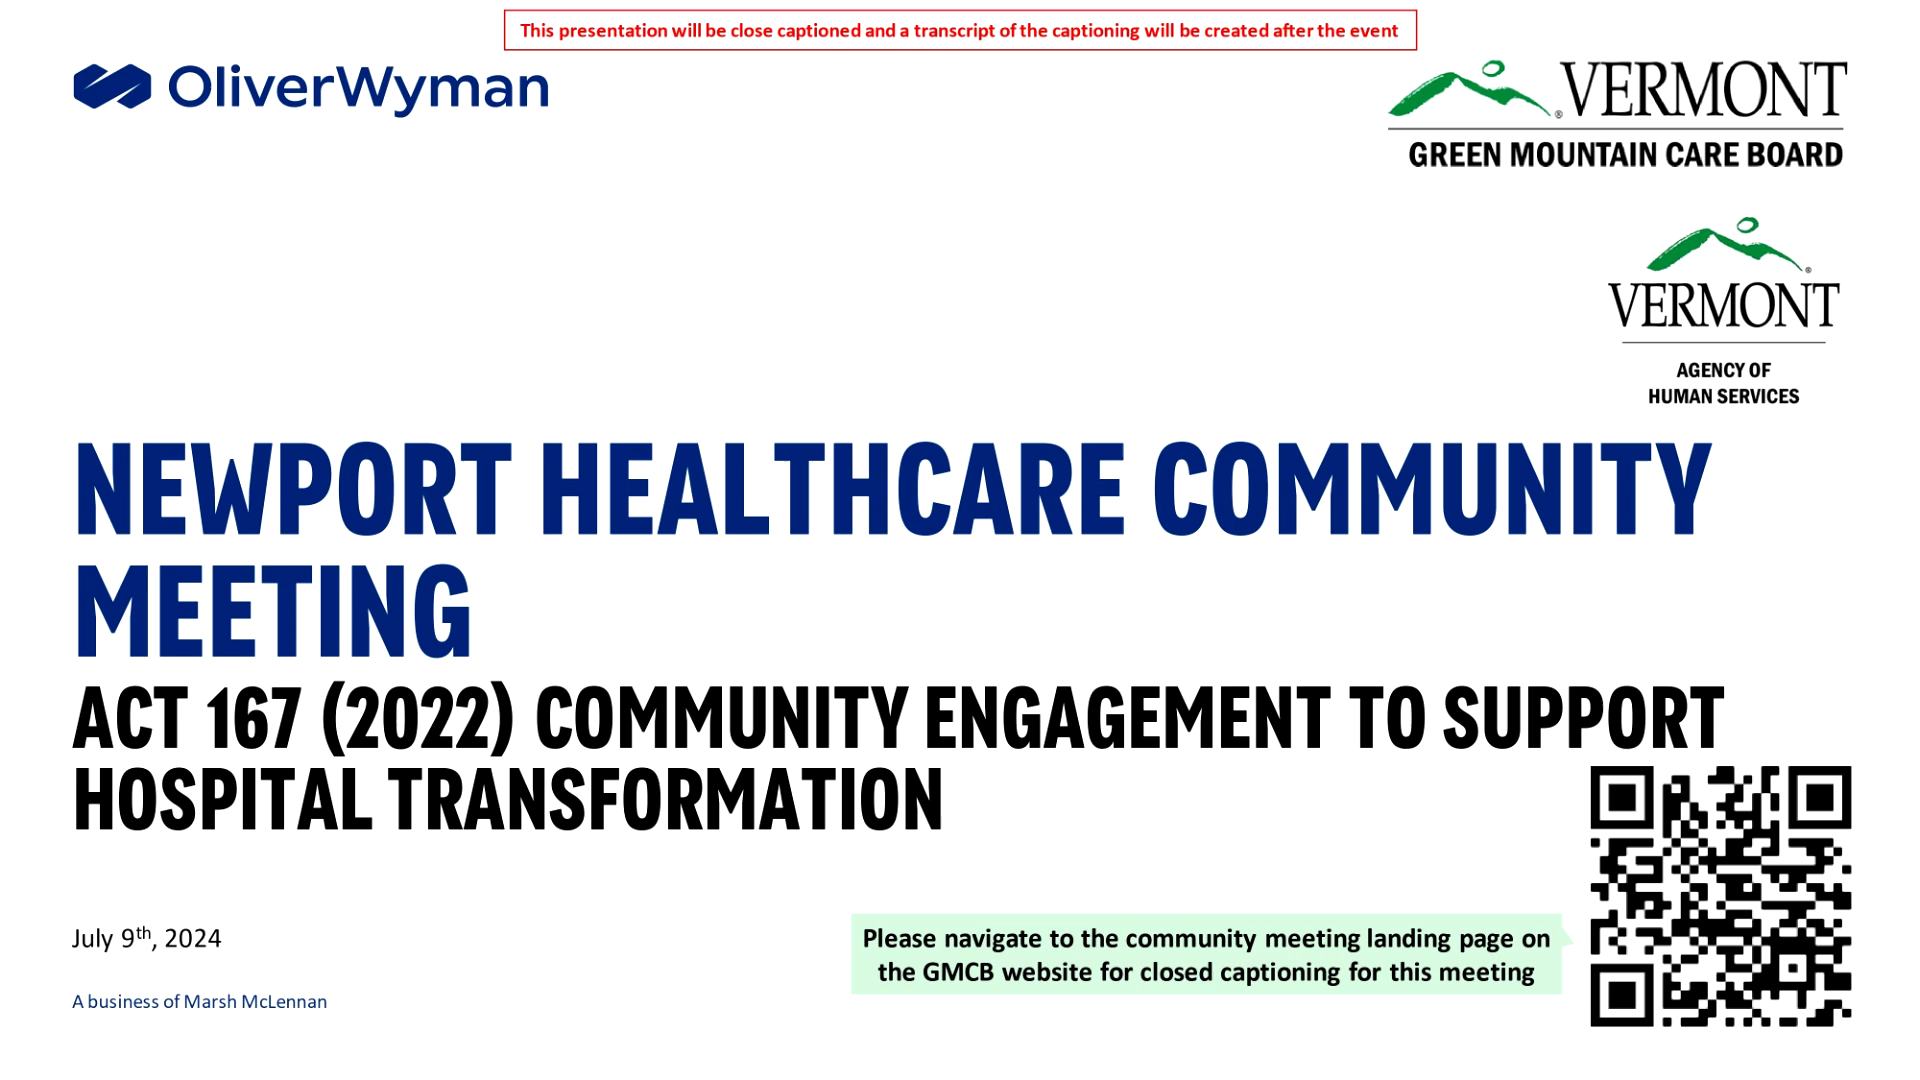 This presentation will be close captioned and a transcript of the captioning will be created after the event
OliverWyman
® VERMONT
GREEN MOUNTAIN CARE BOARD
®
VERMONT
AGENCY OF
HUMAN SERVICES
NEWPORT HEALTHCARE COMMUNITY
MEETING
ACT 167 (2022) COMMUNITY ENGAGEMENT TO SUPPORT
HOSPITAL TRANSFORMATION
July 9th, 2024
Please navigate to the community meeting landing page on
the GMCB website for closed captioning for this meeting
A business of Marsh McLennan